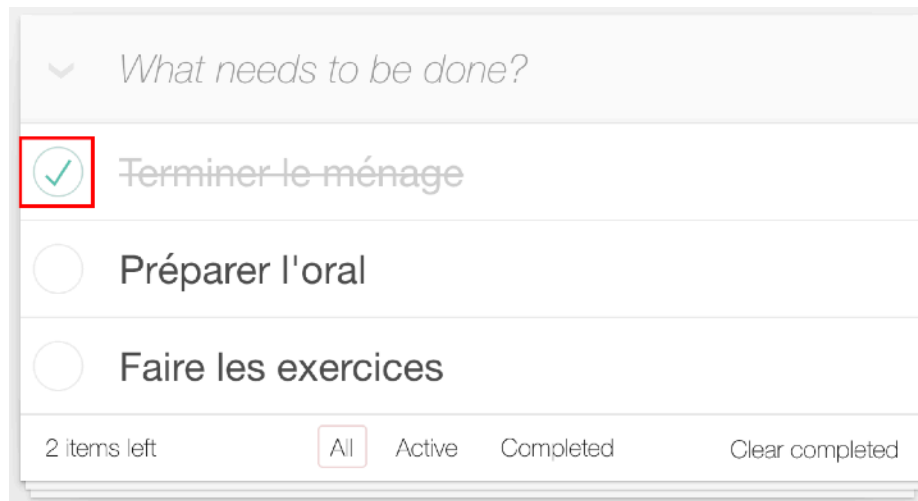 What needs to be done?
Terminer le ménage
Préparer l'oral
Faire les exercices
2 items left All Active Completed Clear completed